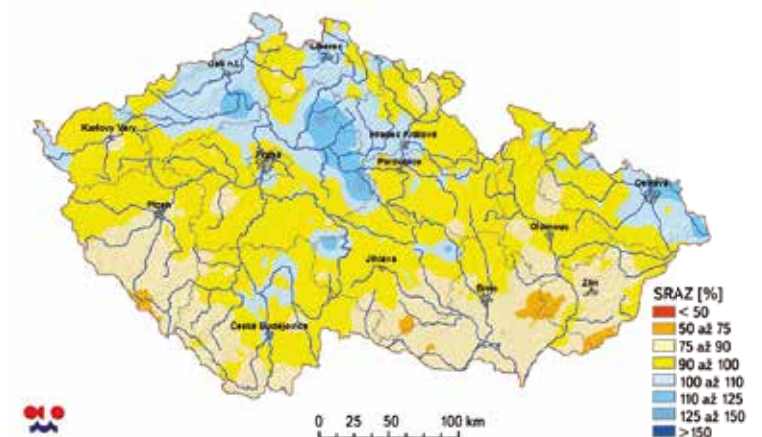 Liberec
Ústí n.L.
Karlovy Vary
Hradec Králové
Praha
Pardubice
Ostrava
Plzeň
Olomouc
Jihlava
Zlín
Brno
České Budějovice
SRAZ [%]
< 50
50 až 75
75 až 90
90 až 100
100 až 110
110 až 125
125 až 150
>150
0 25 50 100 km